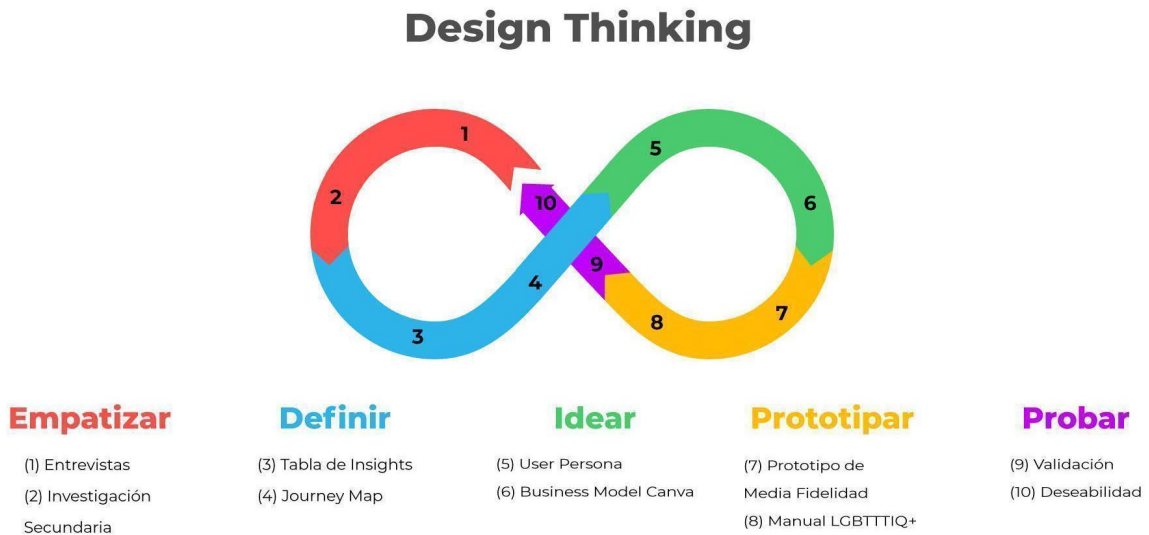 Design Thinking
1
2
3
4
5
6
7
8
9
10
Empatizar
(1) Entrevistas
(2) Investigación
Secundaria
Definir
(3) Tabla de Insights
(4) Journey Map
Idear
(5) User Persona
(6) Business Model Canva
Prototipar
(7) Prototipo de
Media Fidelidad
(8) Manual LGBTTTIQ+
Probar
(9) Validación
(10) Deseabilidad